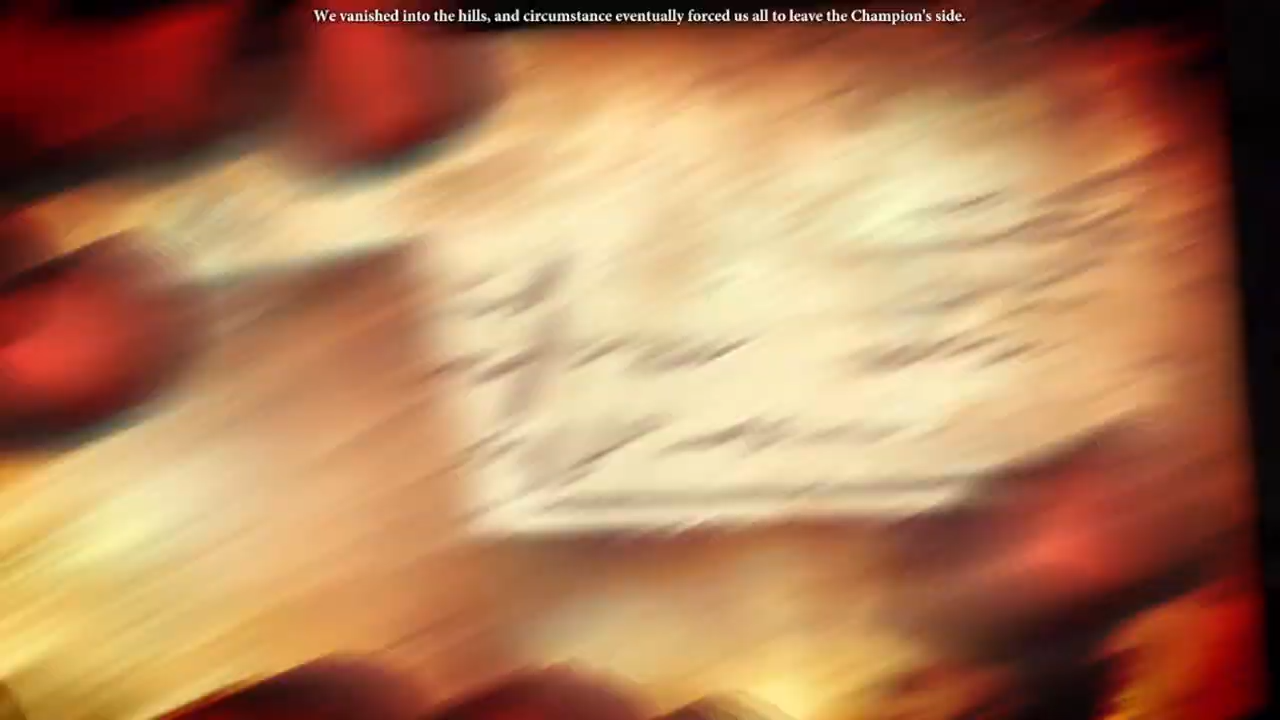 We vanished into the hills, and circumstance eventually forced us all to leave the Champion's side.